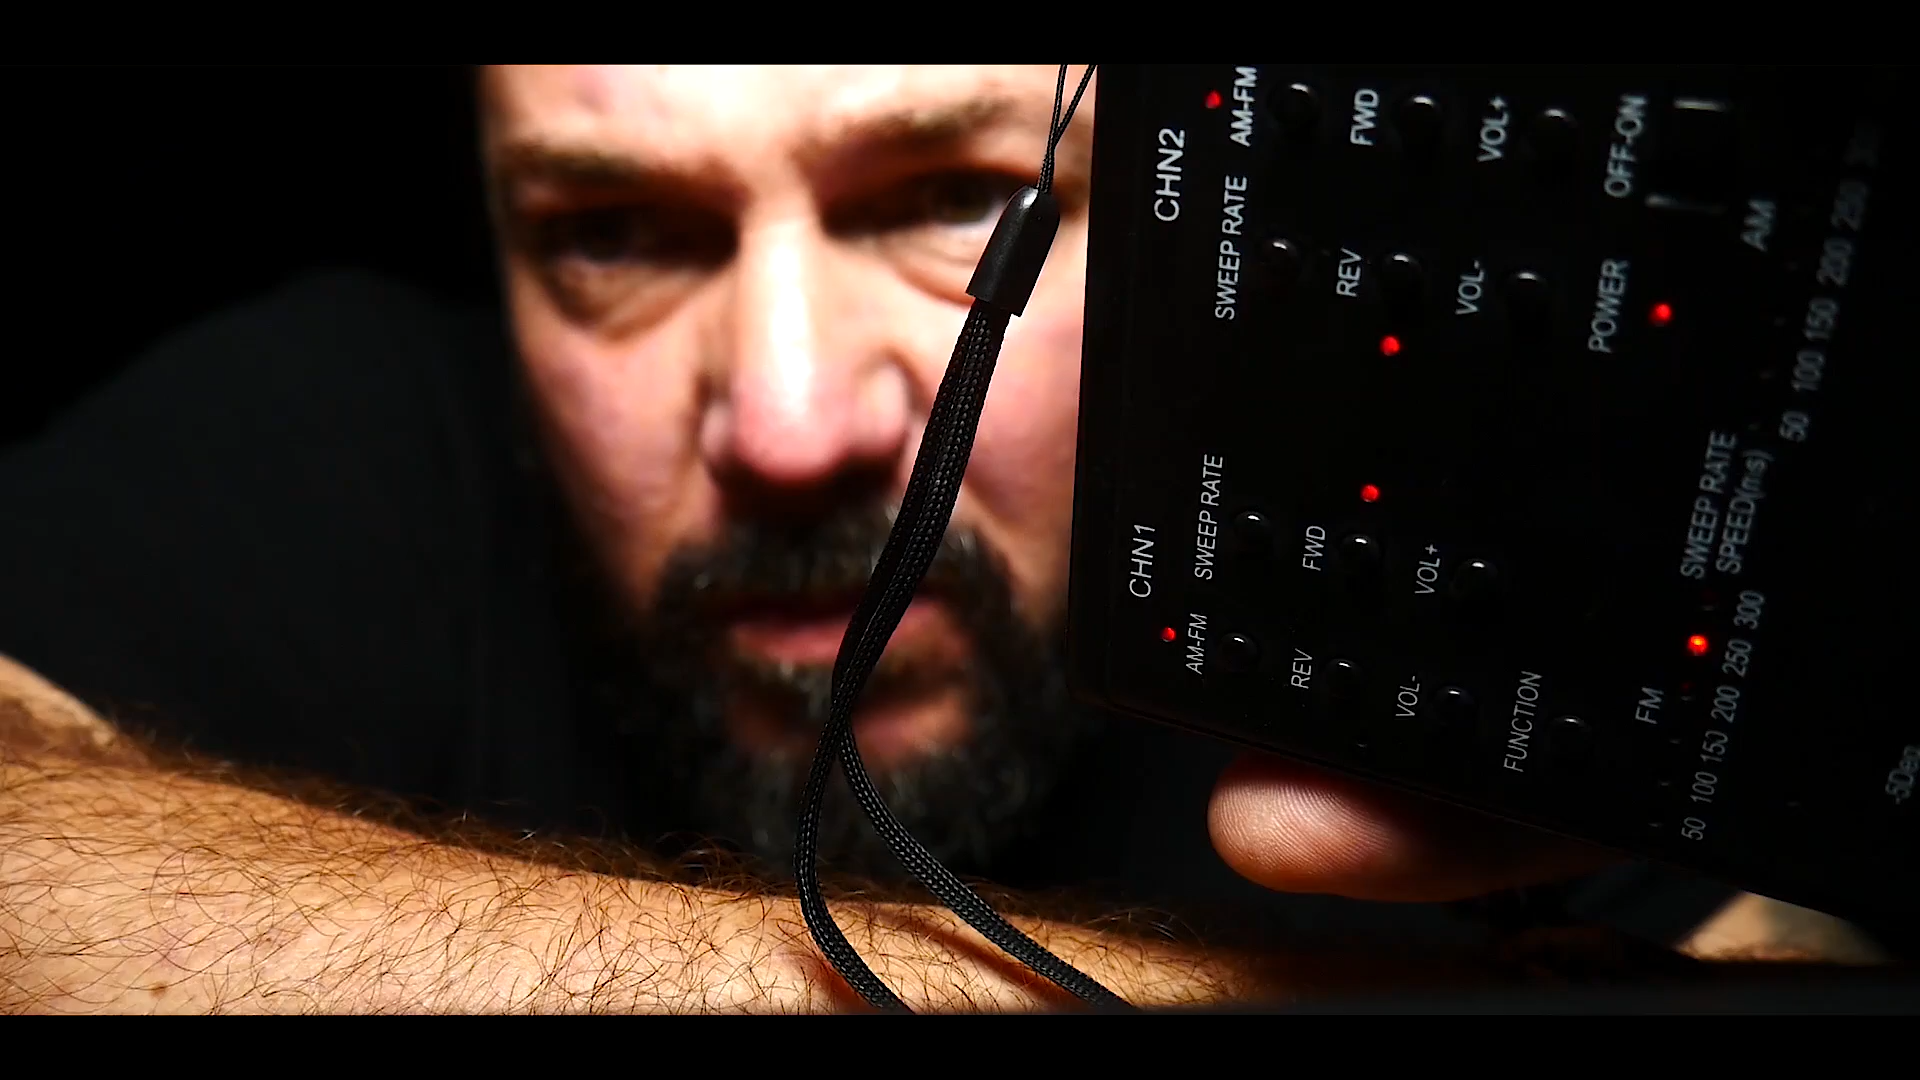 CHN2
AM-FM
FWD
VOL+
OFF-ON
SWEEP RATE
REV
VOL-
POWER
AM
50 100 150 200 250
CHN1
SWEEP RATE
FWD
VOL+
AM-FM
REV
VOL-
FUNCTION
FM
SWEEP RATE
SPEED(ms)
50 100 150 200 250 300